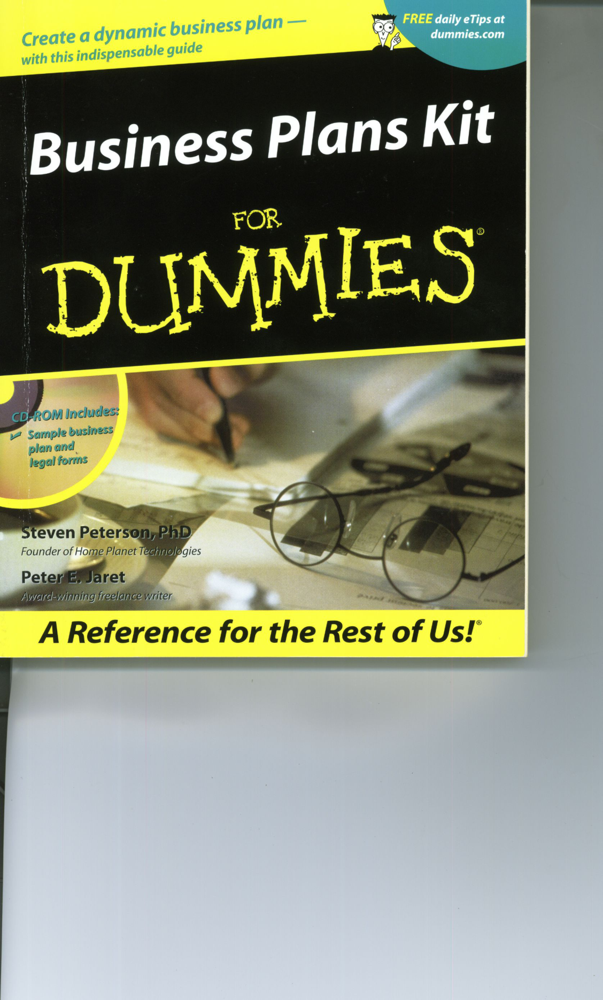 Create a dynamic business plan —
with this indispensable guide
FREE daily eTips at
dummies.com
Business Plans Kit
FOR
DUMMIES®
CD-ROM Includes:
✓ Sample business
plan and
legal forms
Steven Peterson, PhD
Founder of Home Planet Technologies
Peter E. Jaret
Award-winning freelance writer
A Reference for the Rest of Us!®